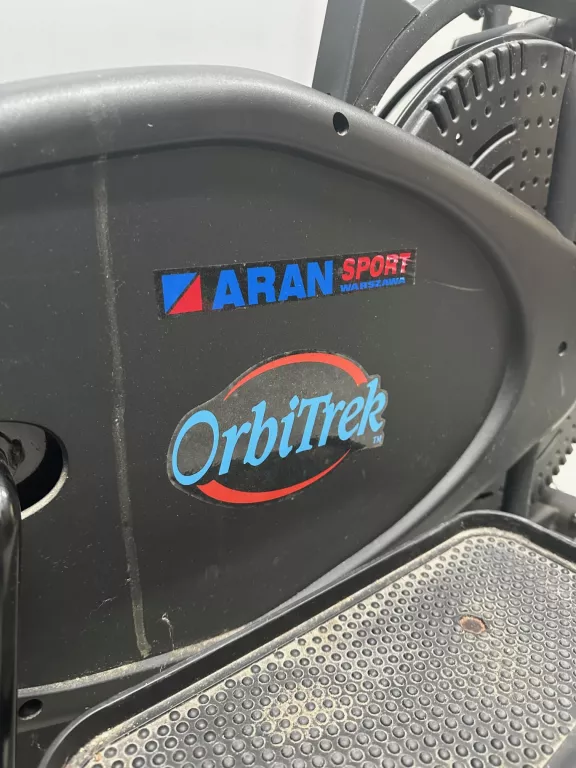 ARAN SPORT
WARSZAWA
OrbiTrek
TM